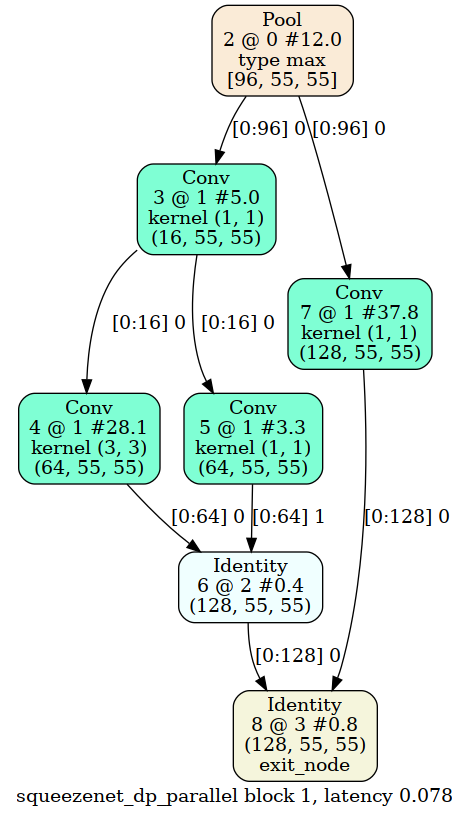 Pool
2 @ 0 #12.0
type max
[96, 55, 55]
[0:96] 0
[0:96] 0
Conv
3 @ 1 #5.0
kernel (1, 1)
(16, 55, 55)
Conv
7 @ 1 #37.8
kernel (1, 1)
(128, 55, 55)
[0:16] 0
[0:16] 0
Conv
4 @ 1 #28.1
kernel (3, 3)
(64, 55, 55)
Conv
5 @ 1 #3.3
kernel (1, 1)
(64, 55, 55)
[0:64] 0
[0:64] 1
[0:128] 0
Identity
6 @ 2 #0.4
(128, 55, 55)
[0:128] 0
Identity
8 @ 3 #0.8
(128, 55, 55)
exit_node
squeezenet_dp_parallel block 1, latency 0.078